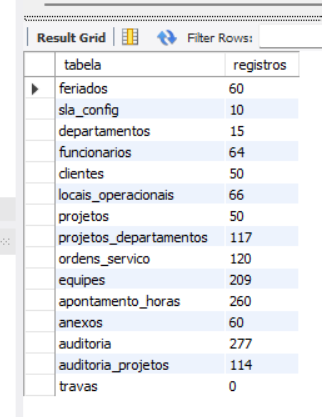 Result Grid Filter Rows:
tabela registros
feriados 60
sla_config 10
departamentos 15
funcionarios 64
clientes 50
locais_operacionais 66
projetos 50
projetos_departamentos 117
ordens_servico 120
equipes 209
apontamento_horas 260
anexos 60
auditoria 277
auditoria_projetos 114
travas 0